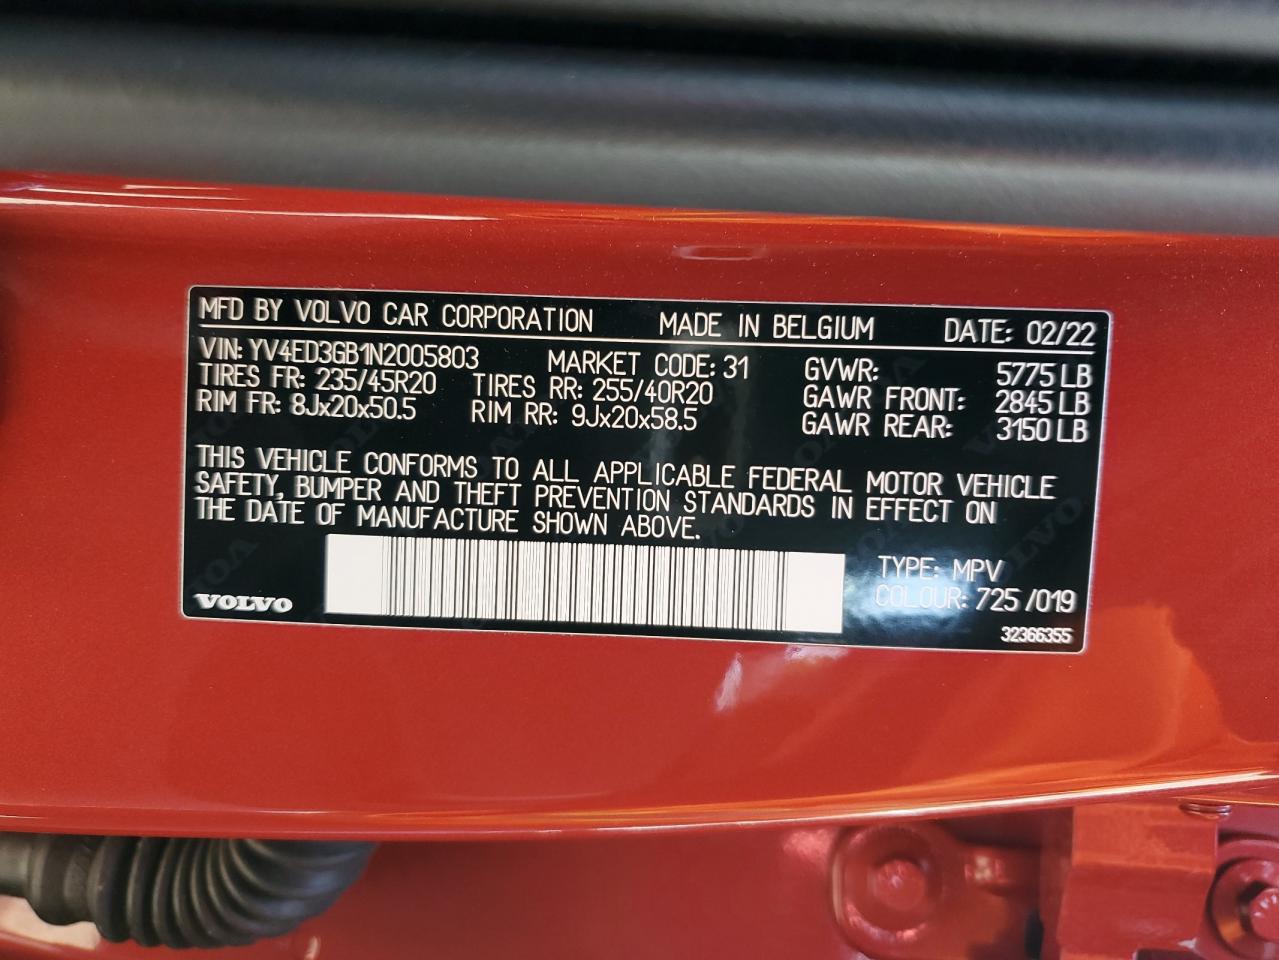 MFD BY VOLVO CAR CORPORATION MADE IN BELGIUM DATE: 02/22
VIN: YV4ED3GB1N2005803 MARKET CODE: 31 GVWR: 5775 LB
TIRES FR: 235/45R20 TIRES RR: 255/40R20 GAWR FRONT: 2845 LB
RIM FR: 8Jx20x50.5 RIM RR: 9Jx20x58.5 GAWR REAR: 3150 LB
THIS VEHICLE CONFORMS TO ALL APPLICABLE FEDERAL MOTOR VEHICLE
SAFETY, BUMPER AND THEFT PREVENTION STANDARDS IN EFFECT ON
THE DATE OF MANUFACTURE SHOWN ABOVE.
TYPE: MPV
VOLVO COLOUR: 725 /019
32366355